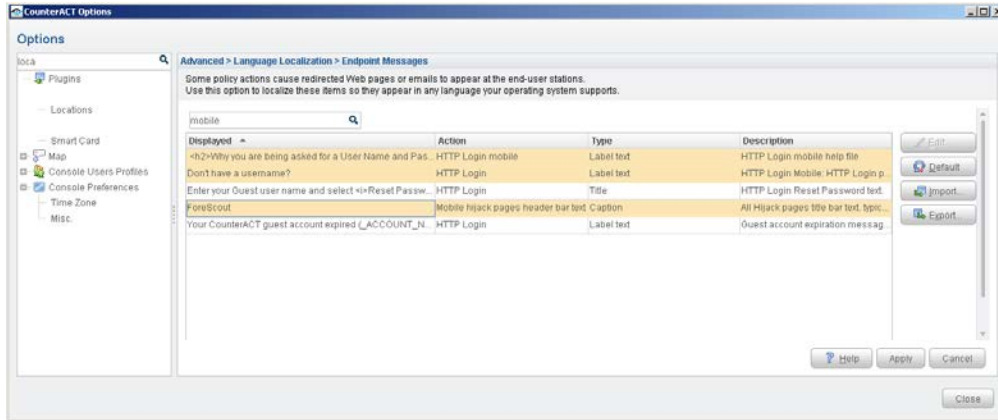 CounterACT Options
Options
loca
Plugins
Locations
Smart Card
Map
Console Users Profiles
Console Preferences
Time Zone
Misc.
Advanced > Language Localization > Endpoint Messages
Some policy actions cause redirected Web pages or emails to appear at the end-user stations.
Use this option to localize these items so they appear in any language your operating system supports.
mobile
Displayed Action Type Description
<h2>Why you are being asked for a User Name and Pas... HTTP Login mobile Label text HTTP Login mobile help file
Don't have a username? HTTP Login Label text HTTP Login Mobile: HTTP Login p...
Enter your Guest user name and select <i>Reset Passw... HTTP Login Title HTTP Login Reset Password text.
ForeScout Mobile hijack pages header bar text Caption All Hijack pages title bar text, typic...
Your CounterACT guest account expired (_ACCOUNT_N... HTTP Login Label text Guest account expiration messag...
Edit
Default
Import...
Export...
Help Apply Cancel
Close